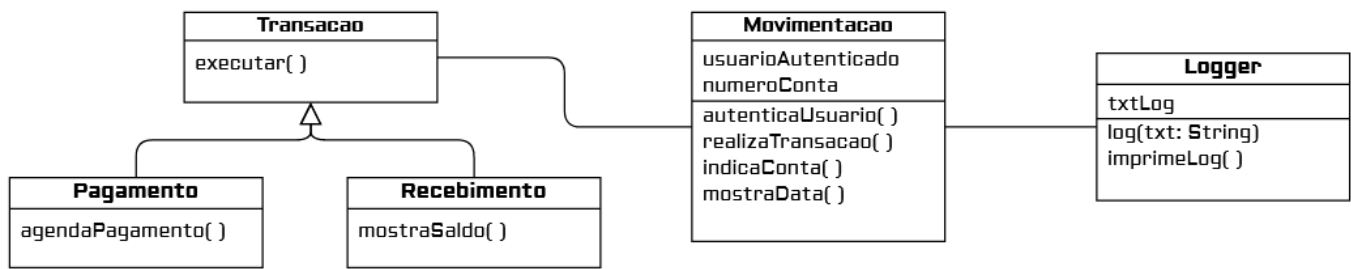 Transacao
executar( )
Pagamento
agendaPagamento( )
Recebimento
mostraSaldo( )
Movimentacao
usuarioAutenticado
numeroConta
autenticaUsuario( )
realizaTransacao( )
indicaConta( )
mostraData( )
Logger
txtLog
log(txt: String)
imprimeLog( )